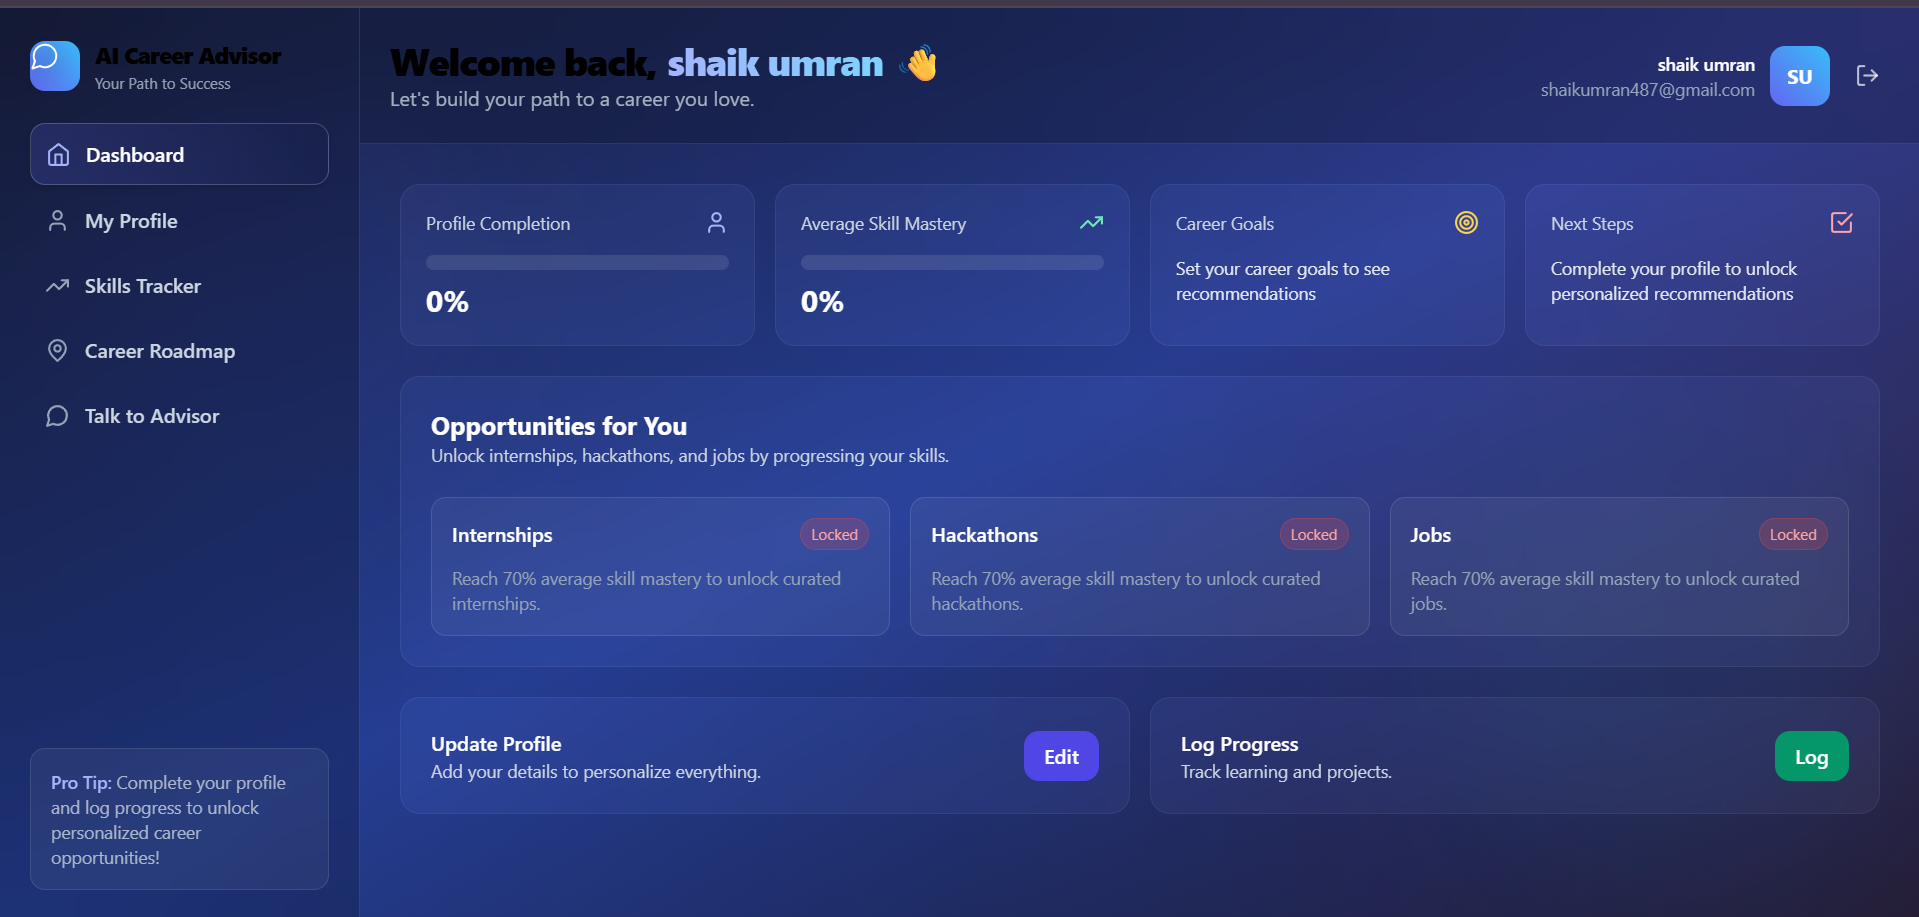 AI Career Advisor
Your Path to Success
Dashboard
My Profile
Skills Tracker
Career Roadmap
Talk to Advisor
Pro Tip: Complete your profile
and log progress to unlock
personalized career
opportunities!
Welcome back, shaik umran 👋
Let's build your path to a career you love.
shaik umran
shaikumran487@gmail.com
SU
Profile Completion
0%
Average Skill Mastery
0%
Career Goals
Set your career goals to see
recommendations
Next Steps
Complete your profile to unlock
personalized recommendations
Opportunities for You
Unlock internships, hackathons, and jobs by progressing your skills.
Internships
Locked
Reach 70% average skill mastery to unlock curated
internships.
Hackathons
Locked
Reach 70% average skill mastery to unlock curated
hackathons.
Jobs
Locked
Reach 70% average skill mastery to unlock curated
jobs.
Update Profile
Add your details to personalize everything.
Edit
Log Progress
Track learning and projects.
Log